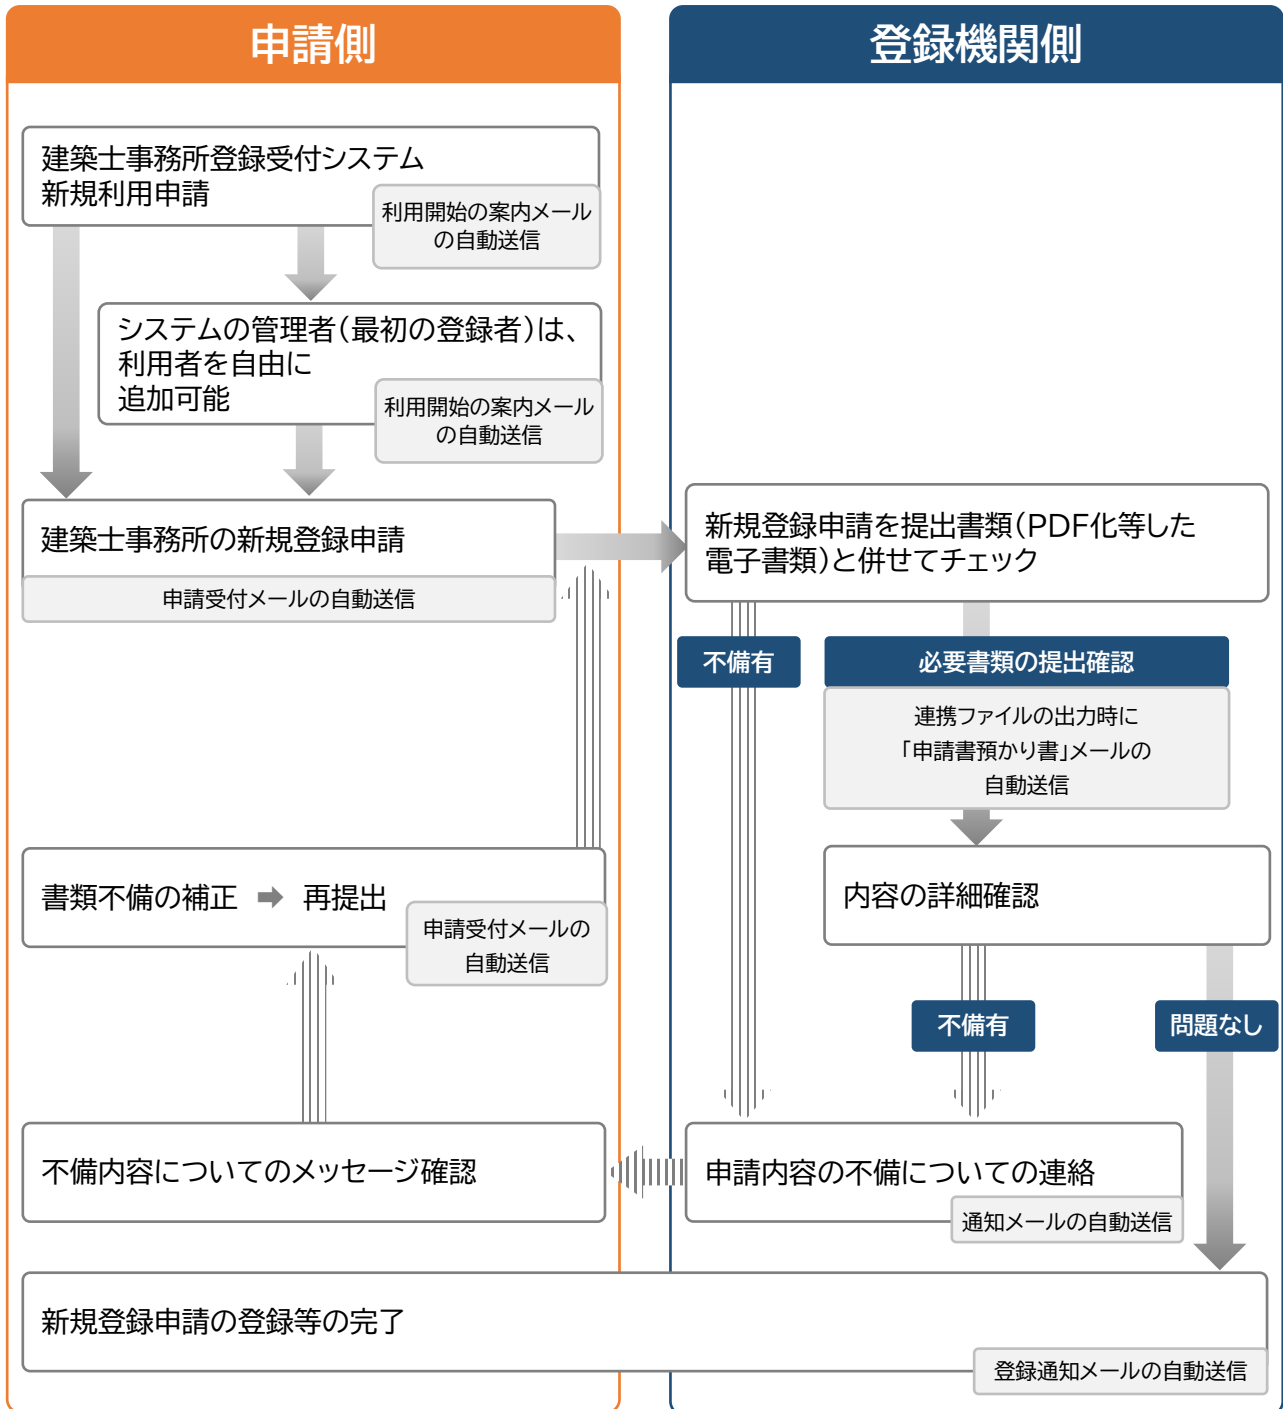 申請側
登録機関側
建築士事務所登録受付システム
新規利用申請
利用開始の案内メール
の自動送信
システムの管理者（最初の登録者）は、
利用者を自由に
追加可能
利用開始の案内メール
の自動送信
建築士事務所の新規登録申請
申請受付メールの自動送信
新規登録申請を提出書類（PDF化等した
電子書類）と併せてチェック
不備有
必要書類の提出確認
連携ファイルの出力時に
「申請書預かり書」メールの
自動送信
書類不備の補正 ➡ 再提出
申請受付メールの
自動送信
内容の詳細確認
不備有
問題なし
不備内容についてのメッセージ確認
申請内容の不備についての連絡
通知メールの自動送信
新規登録申請の登録等の完了
登録通知メールの自動送信